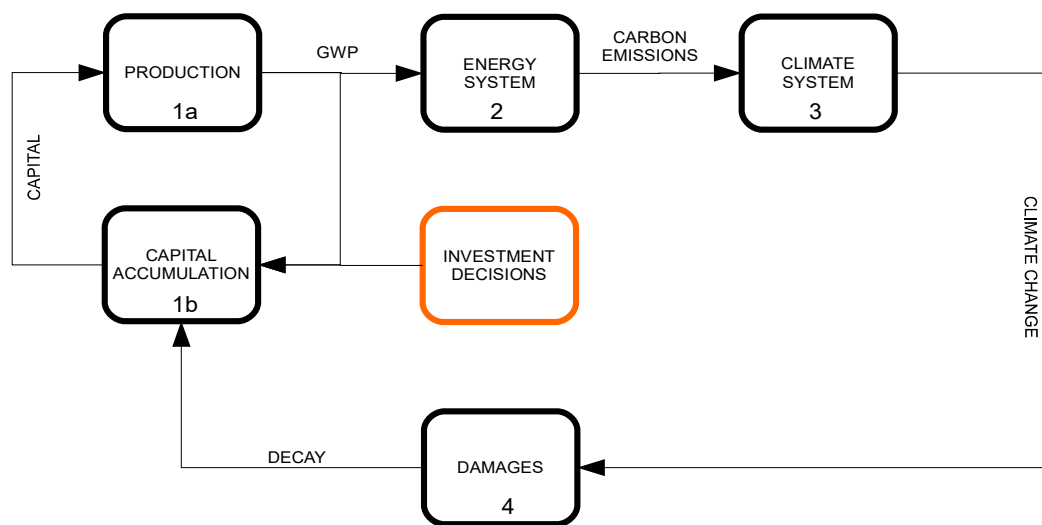 PRODUCTION
1a
GWP
ENERGY
SYSTEM
2
CARBON
EMISSIONS
CLIMATE
SYSTEM
3
CAPITAL
CAPITAL
ACCUMULATION
1b
INVESTMENT
DECISIONS
CLIMATE CHANGE
DECAY
DAMAGES
4